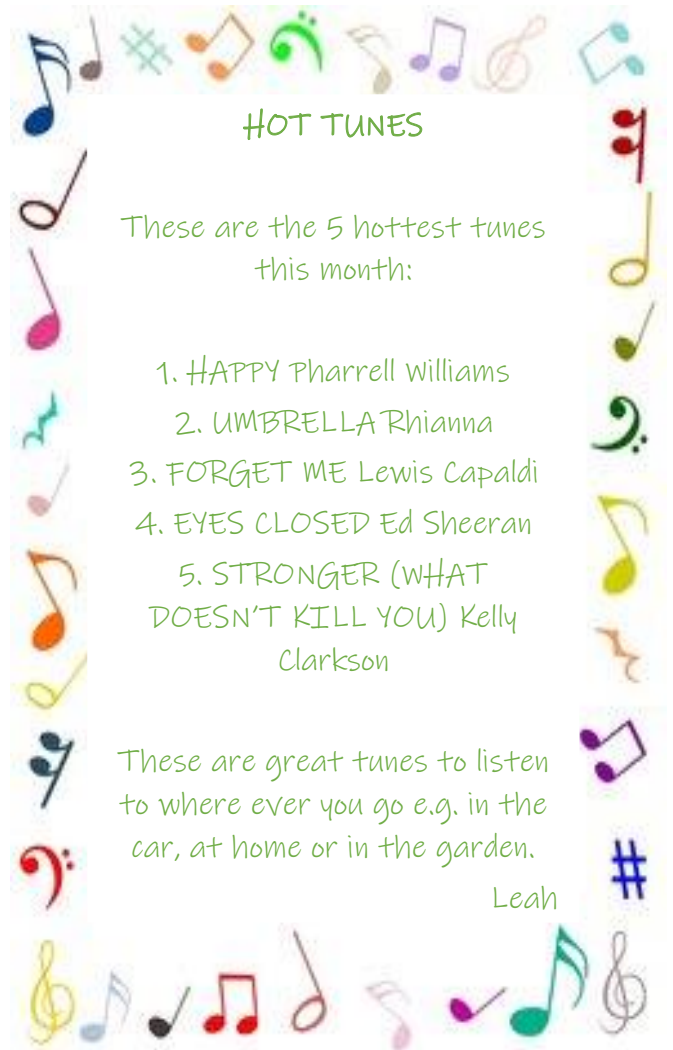 HOT TUNES
These are the 5 hottest tunes
this month:
1. HAPPY Pharrell Williams
2. UMBRELLA Rhianna
3. FORGET ME Lewis Capaldi
4. EYES CLOSED Ed Sheeran
5. STRONGER (WHAT
DOESN'T KILL YOU) Kelly
Clarkson
These are great tunes to listen
to where ever you go e.g. in the
car, at home or in the garden.
Leah